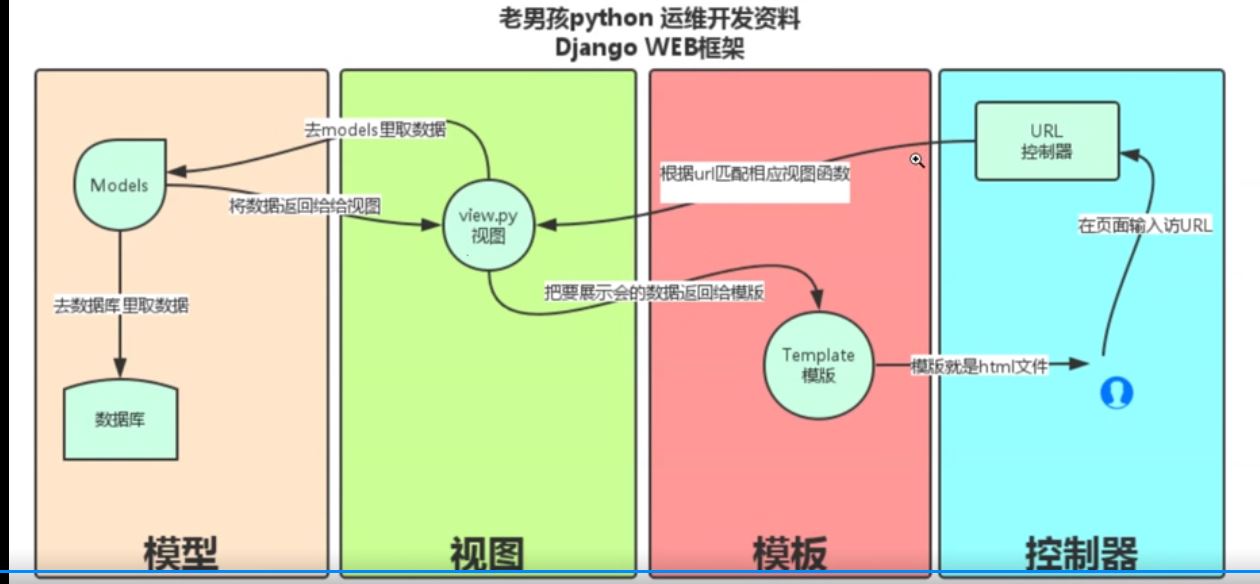 老男孩python 运维开发资料
Django WEB框架
去models里取数据
URL
控制器
Models
根据url匹配相应视图函数
将数据返回给给视图
view.py
视图
在页面输入访URL
去数据库里取数据
把要展示会的数据返回给模版
Template
模版
模版就是html文件
数据库
模型
视图
模板
控制器